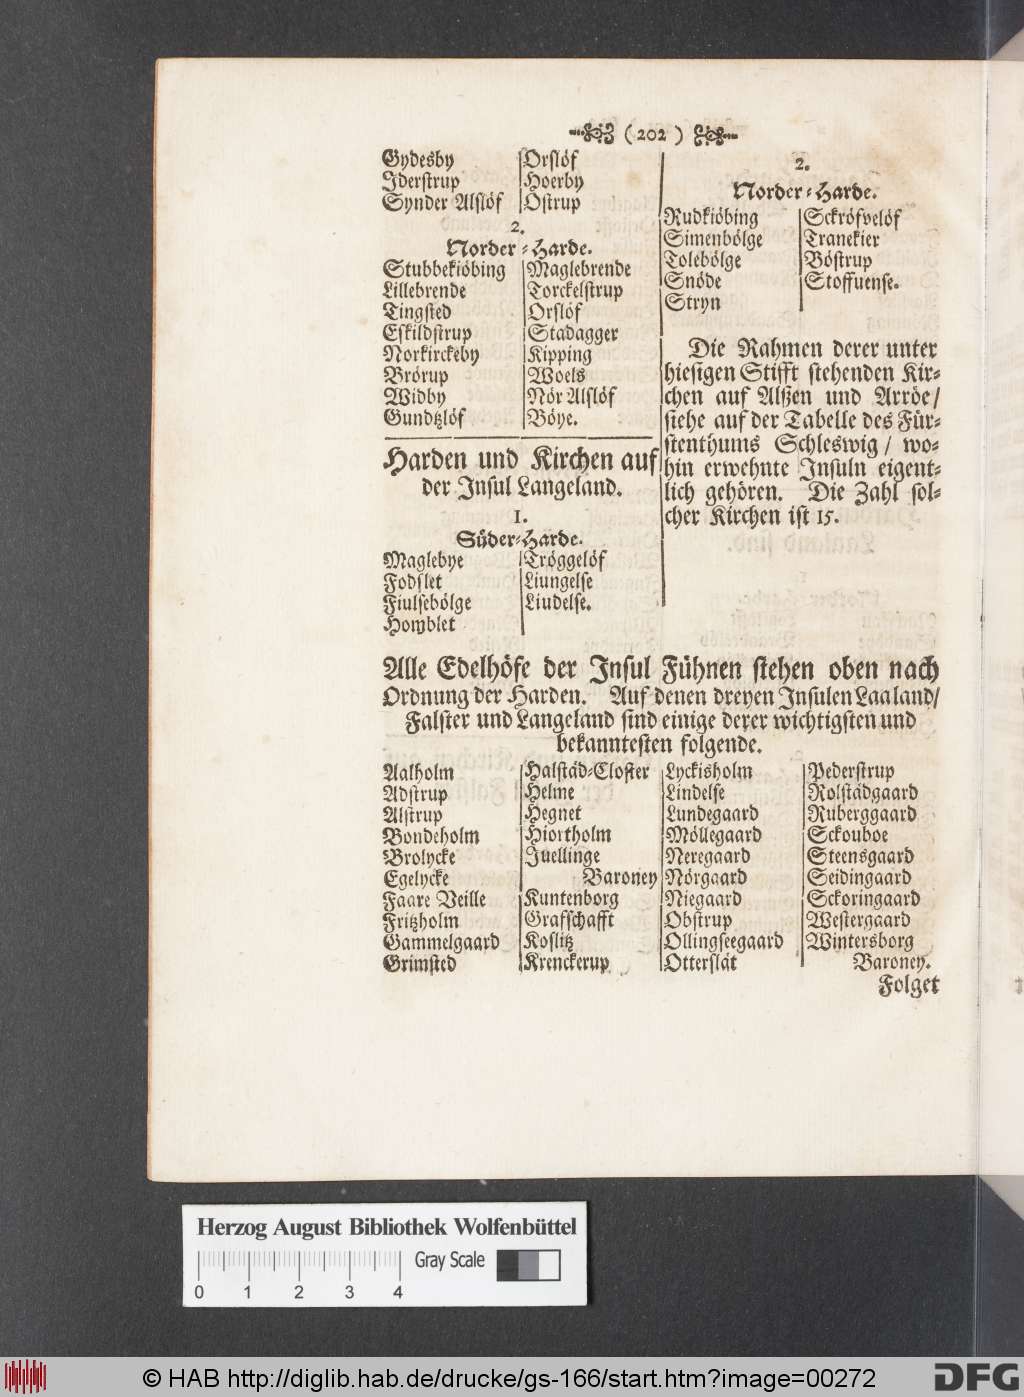 ( 202 )
Gydesby
Iderstrup
Synder Alslöf
Orslöf
Hoerby
Ostrup
2.
Norder-Harde.
Stubbekiöbing
Lillebrende
Tingsted
Eskildstrup
Norkirckeby
Brörup
Widby
Gundtzlöf
Maglebrende
Torckelstrup
Orslöf
Stadagger
Kipping
Woels
Nör Alslöf
Böye.
Harden und Kirchen auf
der Insul Langeland.
1.
Süder-Harde.
Maglebye
Fodslet
Fiulsebölge
Homblet
Tröggelöf
Liungelse
Liudelse.
2.
Norder-Harde.
Rudkiöbing
Simenbölge
Tolebölge
Snöde
Stryn
Sckröfvelöf
Tranekier
Böstrup
Stoffuense.
Die Nahmen derer unter
hiesigen Stifft stehenden Kir-
chen auf Alßen und Arröe/
siehe auf der Tabelle des Für-
stenthums Schleswig/ wo-
hin erwehnte Insuln eigent-
lich gehören. Die Zahl sol-
cher Kirchen ist 15.
Alle Edelhöfe der Insul Fühnen stehen oben nach
Ordnung der Harden. Auf denen dreyen Insulen Laaland/
Falster und Langeland sind einige derer wichtigsten und
bekanntesten folgende.
Aalholm
Adstrup
Alstrup
Bondeholm
Brolycke
Egelycke
Faare Veille
Fritzholm
Gammelgaard
Grimsted
Halstäd-Closter
Helme
Hegnet
Hiortholm
Juellinge
Baroney
Kuntenborg
Grafschafft
Koslitz
Krenckerup
Lyckisholm
Lindelse
Lundegaard
Möllegaard
Neregaard
Nörgaard
Niegaard
Obstrup
Ollingseegaard
Otterslät
Pederstrup
Rolstädgaard
Ruberggaard
Sckouboe
Steensgaard
Seidingaard
Sckoringaard
Westergaard
Wintersborg
Baroney.
Folget
Herzog August Bibliothek Wolfenbüttel
Gray Scale
0 1 2 3 4
© HAB http://diglib.hab.de/drucke/gs-166/start.htm?image=00272
DFG